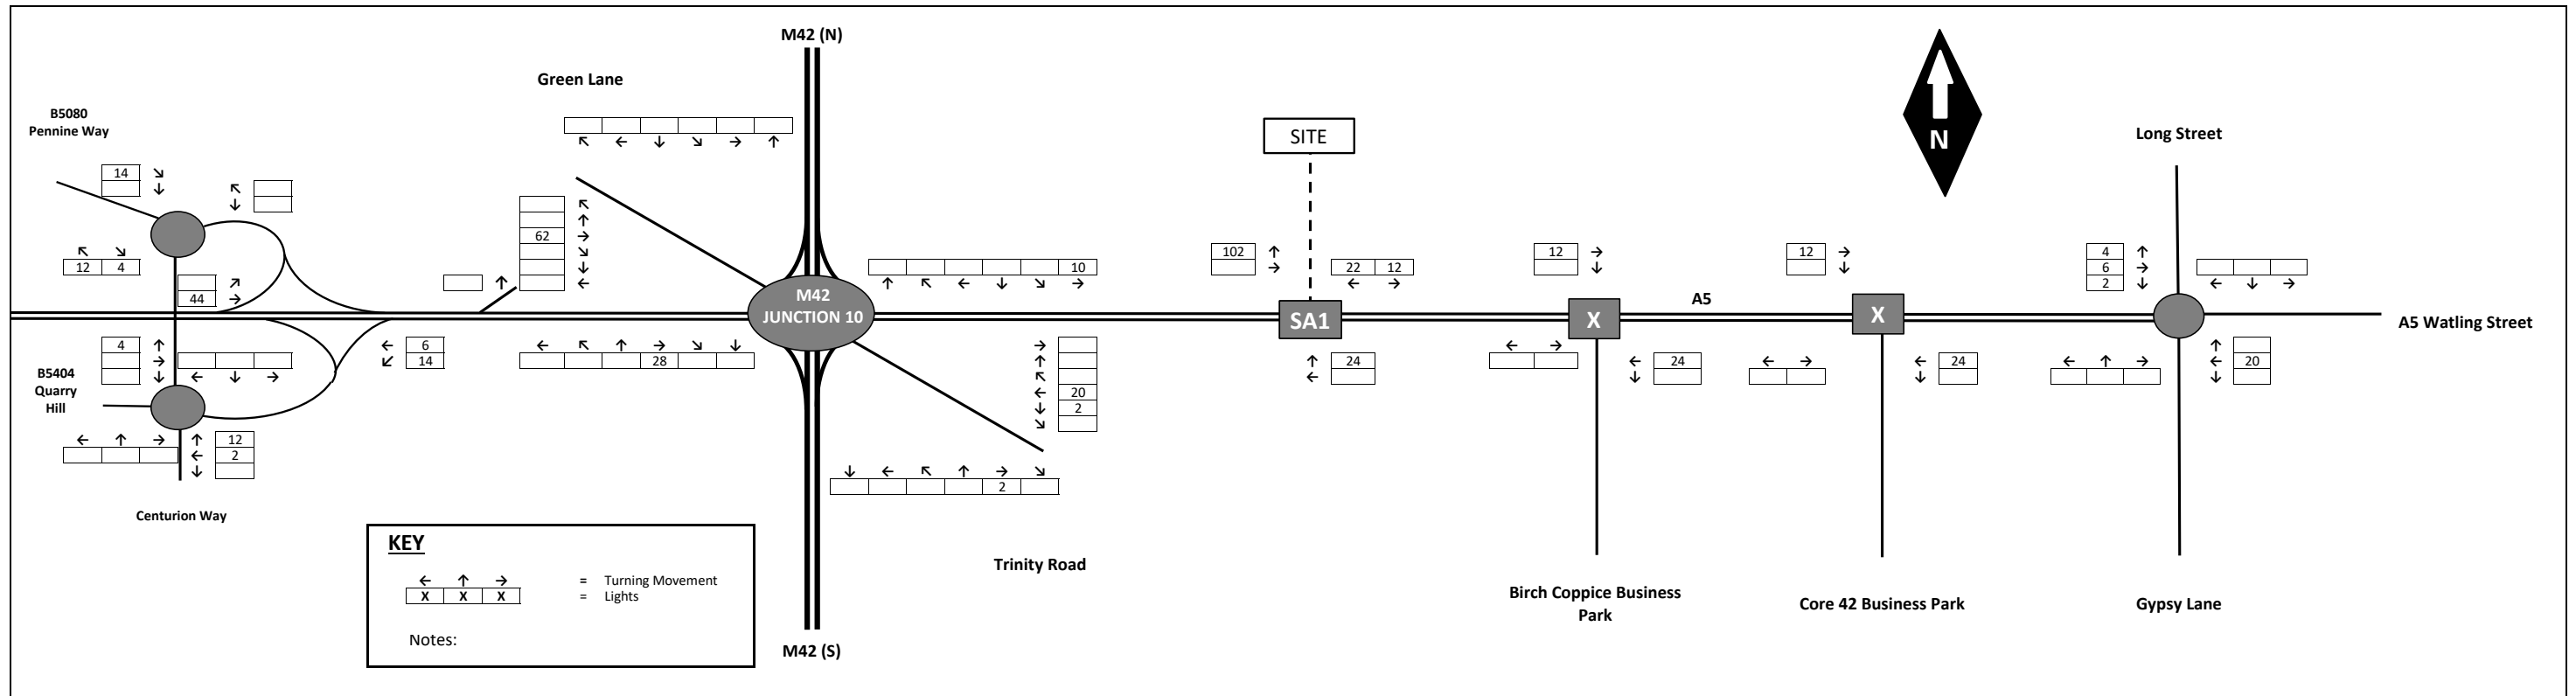 M42 (N)
Green Lane
B5080
Pennine Way
Long Street
SITE
N
14
12 4
44
62
10
102
22 12
12
12
4
6
2
M42
JUNCTION 10
SA1
X
A5
X
A5 Watling Street
4
6
14
28
20
2
24
24
24
20
B5404
Quarry
Hill
12
2
2
Centurion Way
KEY
= Turning Movement
X X X = Lights
Notes:
Trinity Road
M42 (S)
Birch Coppice Business
Park
Core 42 Business Park
Gypsy Lane